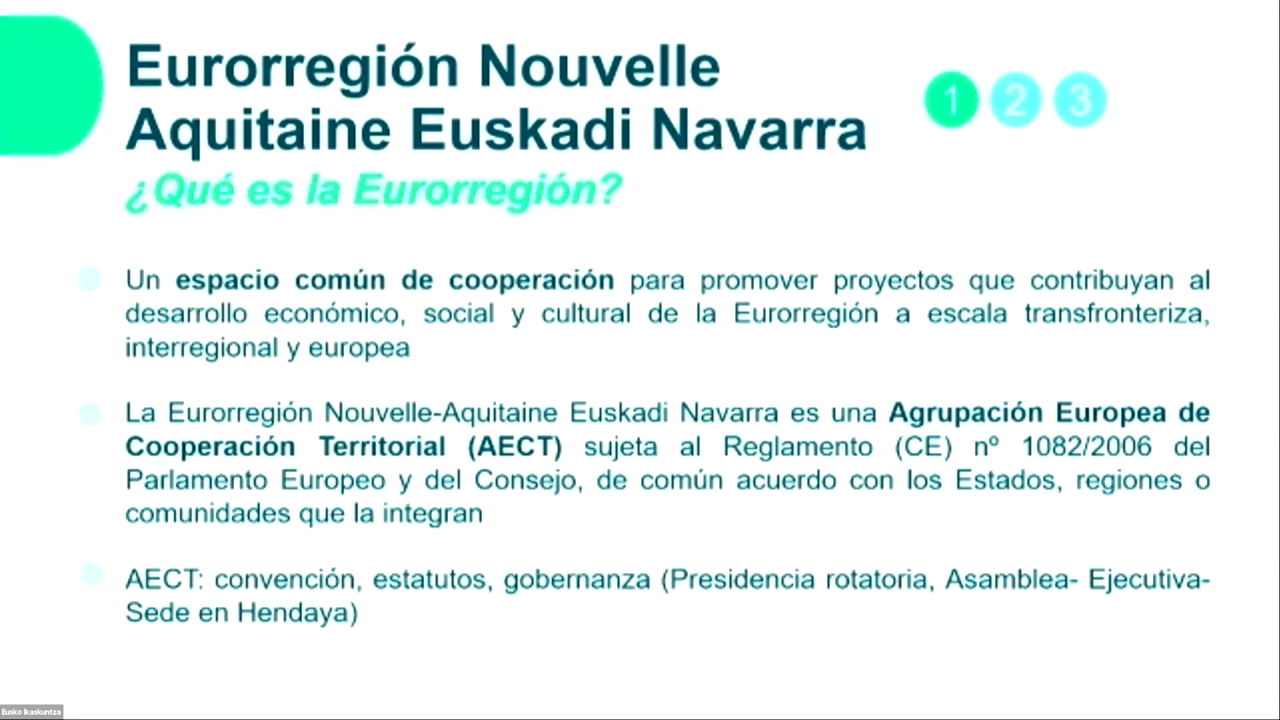 Eurorregión Nouvelle
Aquitaine Euskadi Navarra
1 2 3
¿Qué es la Eurorregión?
Un espacio común de cooperación para promover proyectos que contribuyan al
desarrollo económico, social y cultural de la Eurorregión a escala transfronteriza,
interregional y europea
La Eurorregión Nouvelle-Aquitaine Euskadi Navarra es una Agrupación Europea de
Cooperación Territorial (AECT) sujeta al Reglamento (CE) nº 1082/2006 del
Parlamento Europeo y del Consejo, de común acuerdo con los Estados, regiones o
comunidades que la integran
AECT: convención, estatutos, gobernanza (Presidencia rotatoria, Asamblea- Ejecutiva-
Sede en Hendaya)
Eusko Ikaskuntza